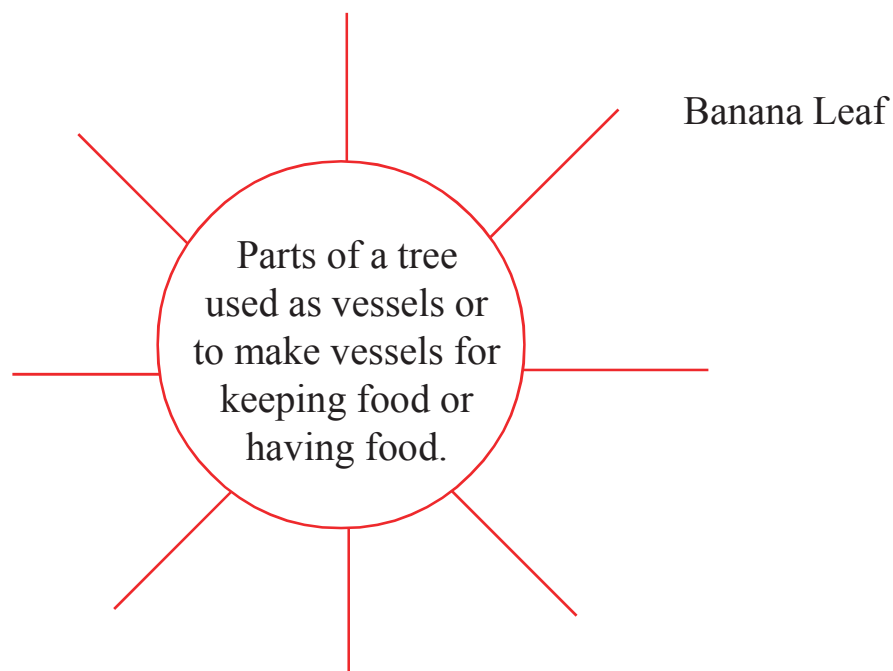 Banana Leaf
Parts of a tree
used as vessels or
to make vessels for
keeping food or
having food.